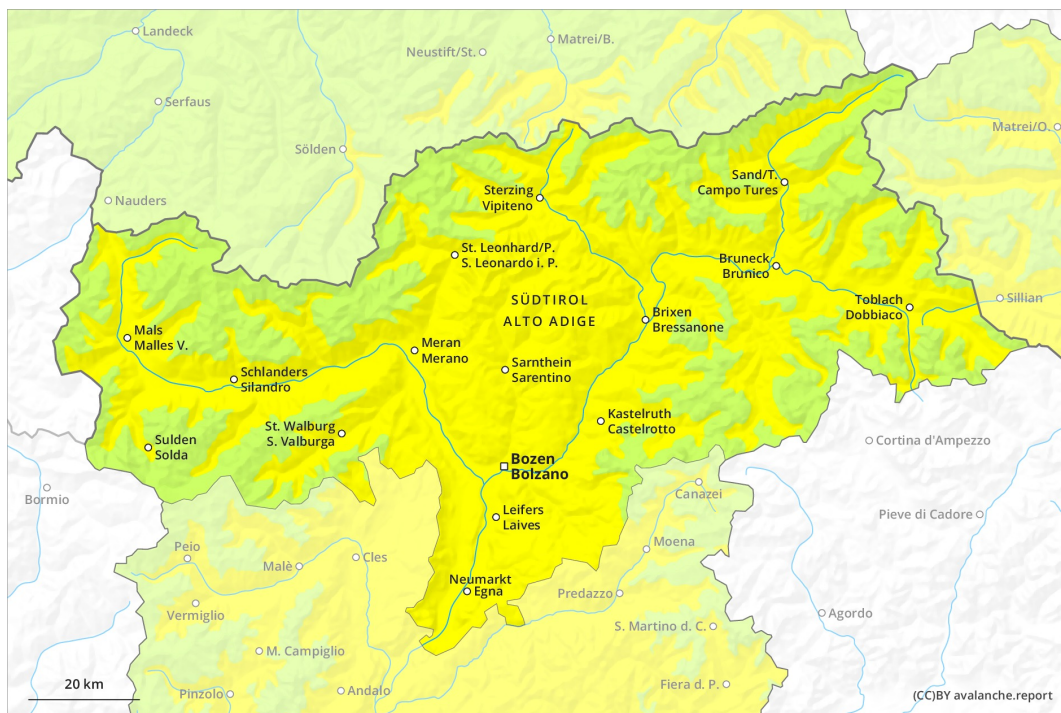 Landeck
Matrei/B.
Neustift/St.
Serfaus
Matrei/O.
Sölden
Sand/T.
Campo Tures
Sterzing
Vipiteno
Nauders
St. Leonhard/P.
S. Leonardo i. P.
Bruneck
Brunico
SÜDTIROL
ALTO ADIGE
Toblach
Dobbiaco
Sillian
Brixen
Bressanone
Mals
Malles V.
Meran
Merano
Sarnthein
Sarentino
Schlanders
Silandro
Kastelruth
Castelrotto
St. Walburg
S. Valburga
Sulden
Solda
Cortina d'Ampezzo
Bozen
Bolzano
Bormio
Canazei
Leifers
Laives
Pieve di Cadore
Peio
Cles
Moena
Malè
Neumarkt
Egna
Predazzo
Vermiglio
Agordo
S. Martino d. C.
M. Campiglio
20 km
Pinzolo
Andalo
Fiera d. P.
(CC)BY avalanche.report